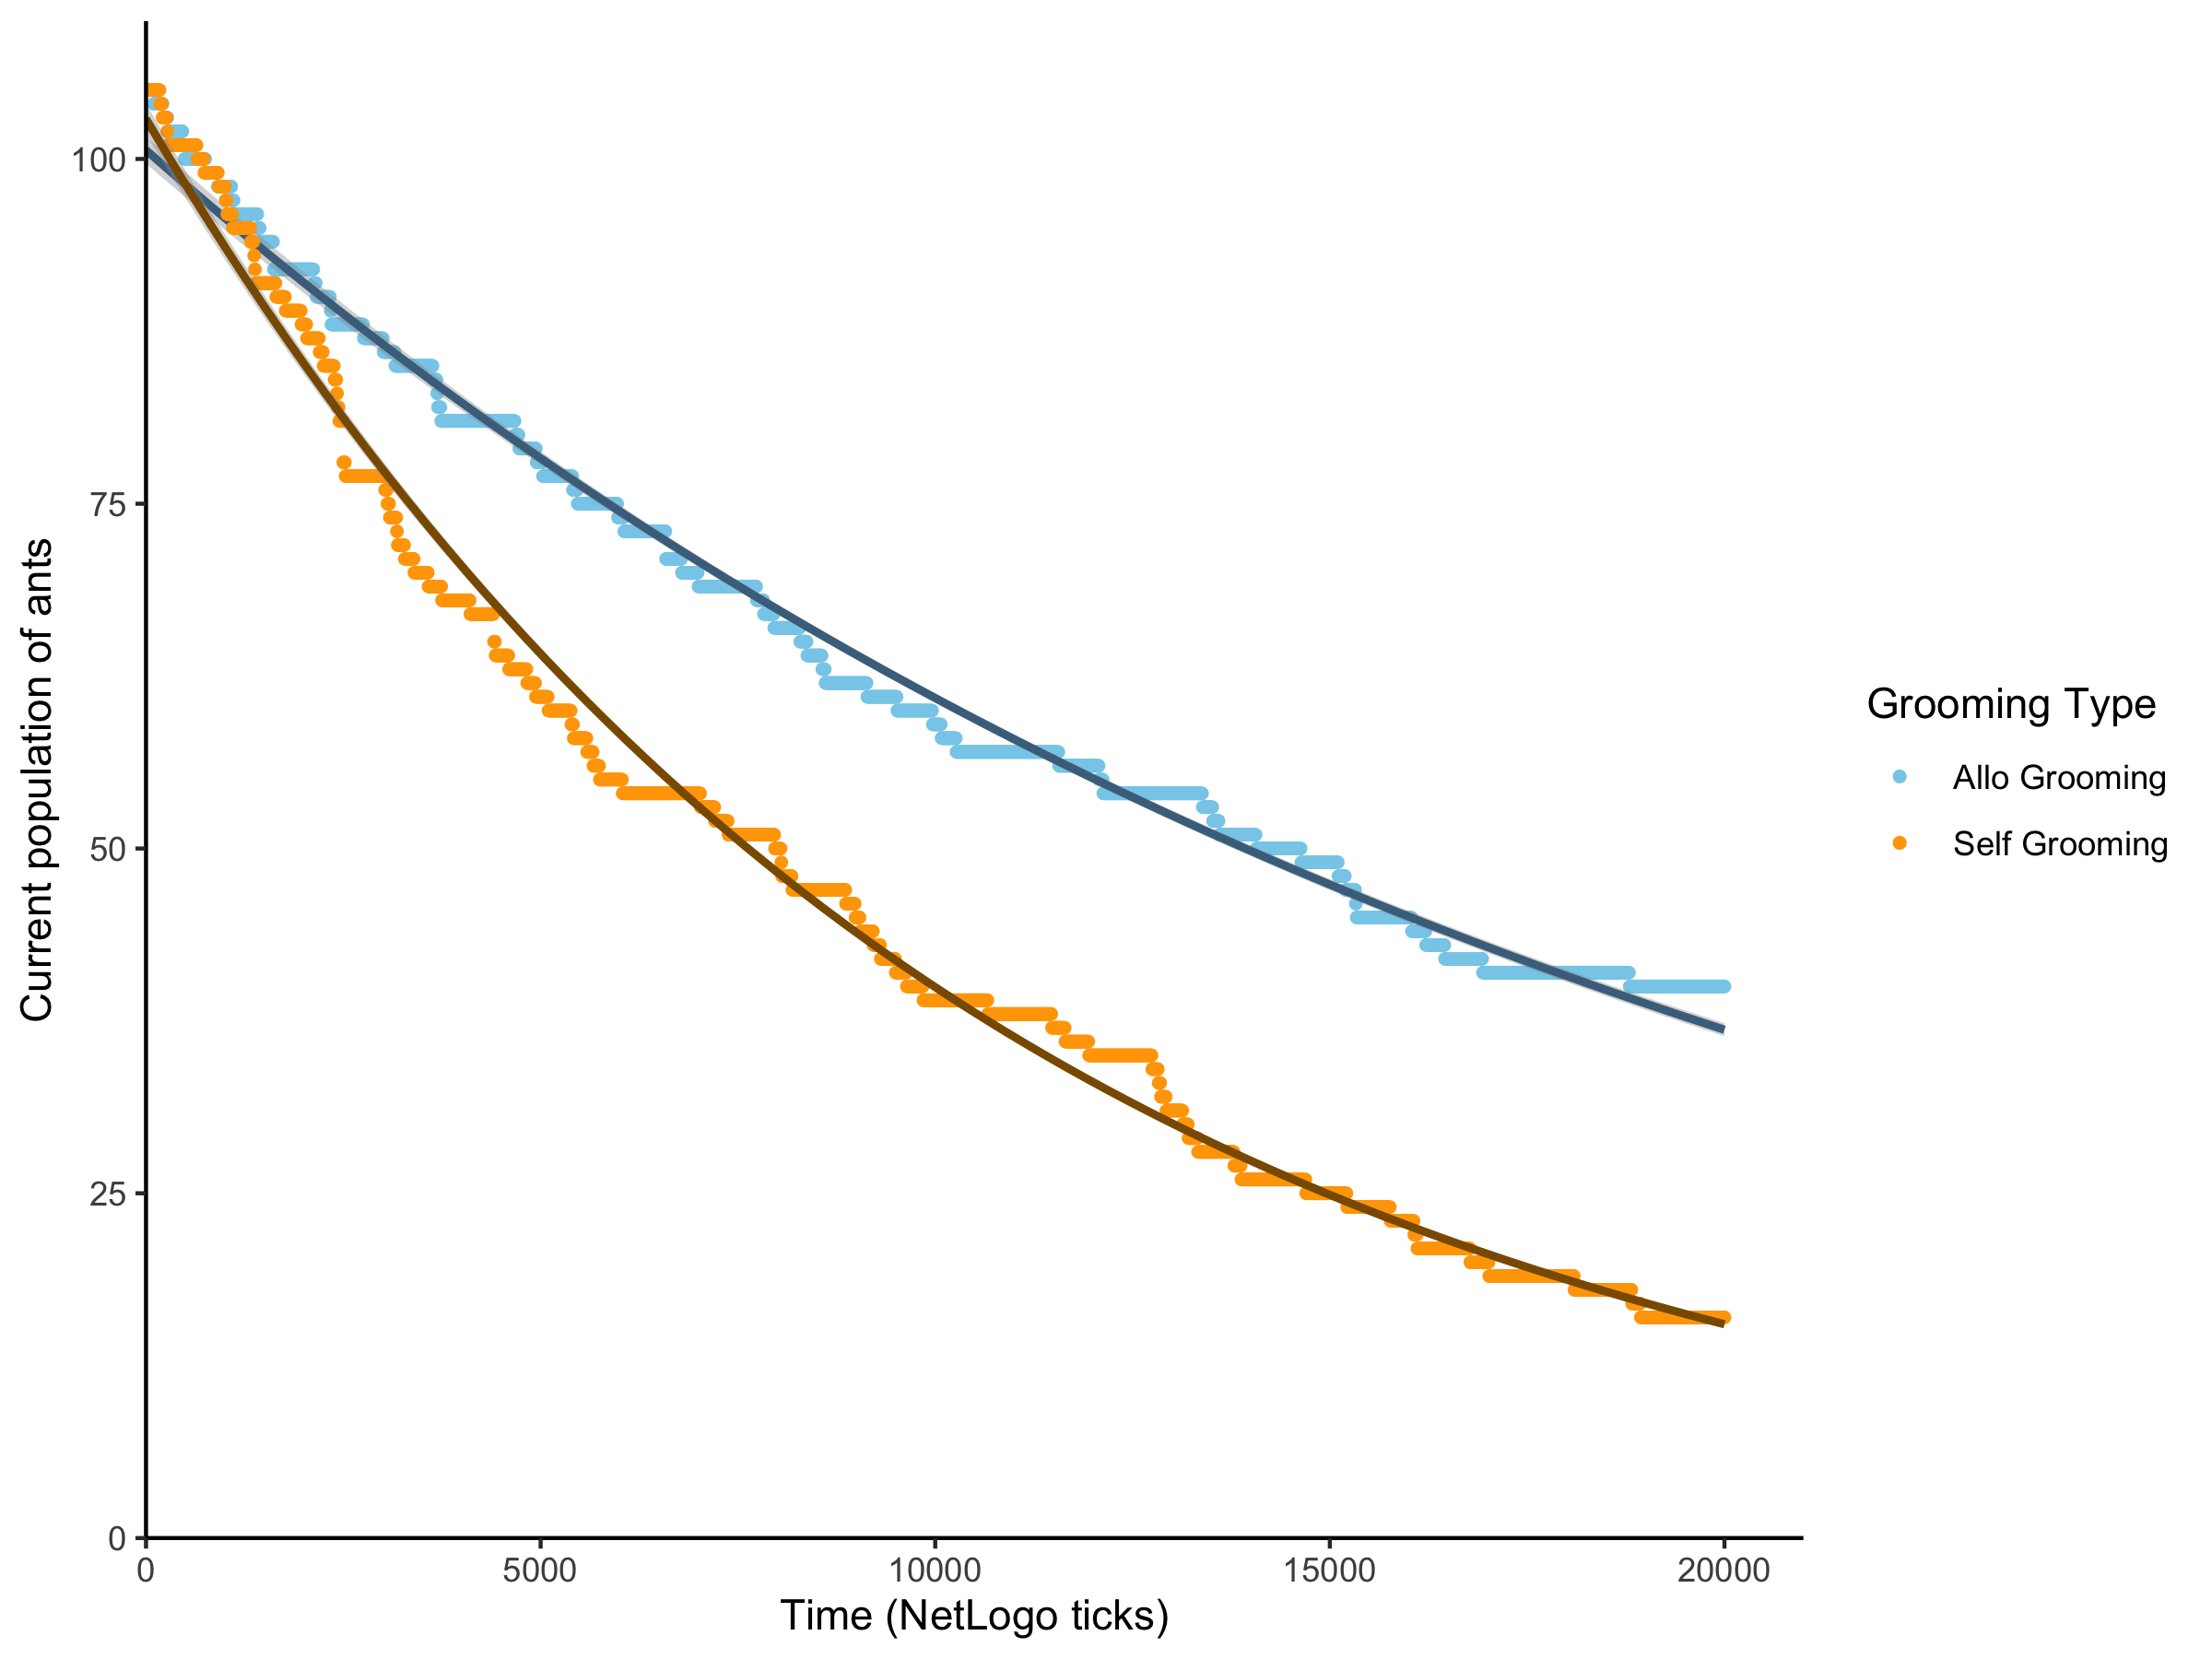 Current population of ants
100
75
50
25
0
0 5000 10000 15000 20000
Time (NetLogo ticks)
Grooming Type
Allo Grooming
Self Grooming